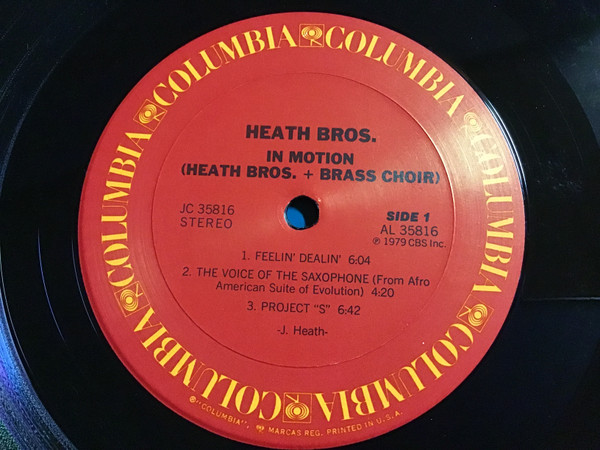 COLUMBIA COLUMBIA COLUMBIA COLUMBIA COLUMBIA COLUMBIA
HEATH BROS.
IN MOTION
(HEATH BROS. + BRASS CHOIR)
JC 35816
STEREO
SIDE 1
AL 35816
℗ 1979 CBS Inc.
1. FEELIN' DEALIN' 6:04
2. THE VOICE OF THE SAXOPHONE (From Afro
American Suite of Evolution) 4:20
3. PROJECT "S" 6:42
-J. Heath-
®"COLUMBIA", MARCAS REG. PRINTED IN U.S.A.